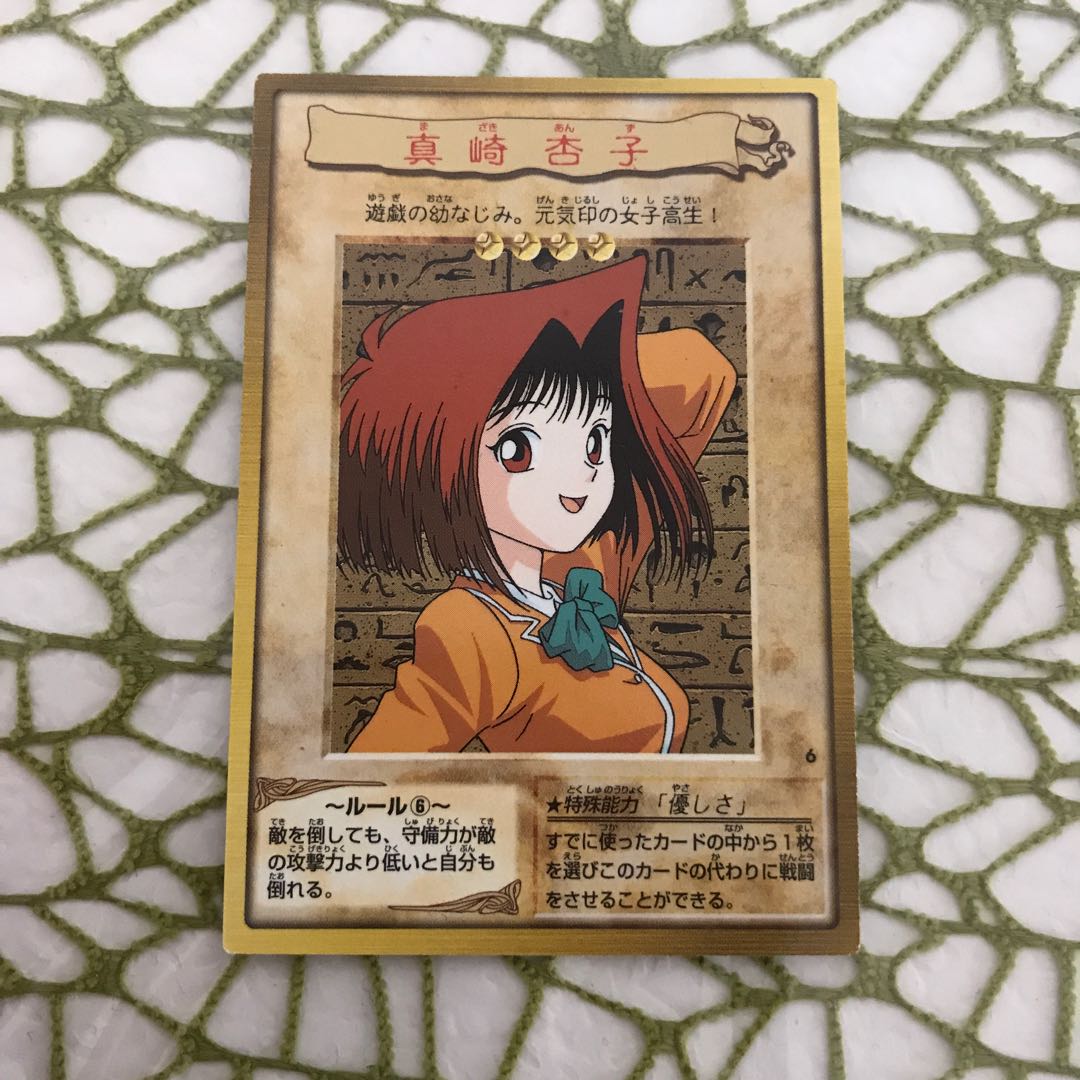 真崎杏子
遊戯の幼なじみ。元気印の女子高生！
6
～ルール⑥～
敵を倒しても、守備力が敵
の攻撃力より低いと自分も
倒れる。
★特殊能力「優しさ」
すでに使ったカードの中から1枚
を選びこのカードの代わりに戦闘
をさせることができる。